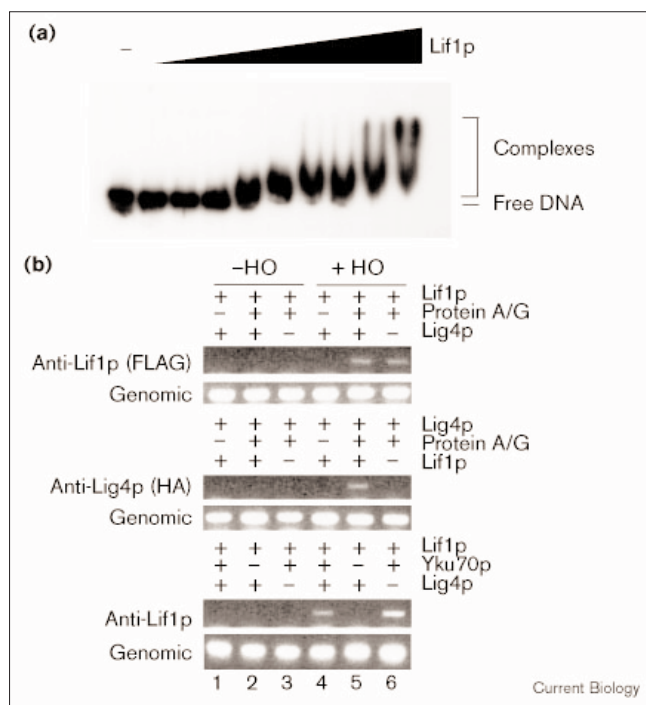 (a)
– Lif1p
Complexes
Free DNA
(b)
–HO + HO
+ + + + + + Lif1p
– + + – + + Protein A/G
+ + – + + – Lig4p
Anti-Lif1p (FLAG)
Genomic
+ + + + + + Lig4p
– + + – + + Protein A/G
+ + – + + – Lif1p
Anti-Lig4p (HA)
Genomic
+ + + + + + Lif1p
+ – + + – + Yku70p
+ + – + + – Lig4p
Anti-Lif1p
Genomic
1 2 3 4 5 6
Current Biology